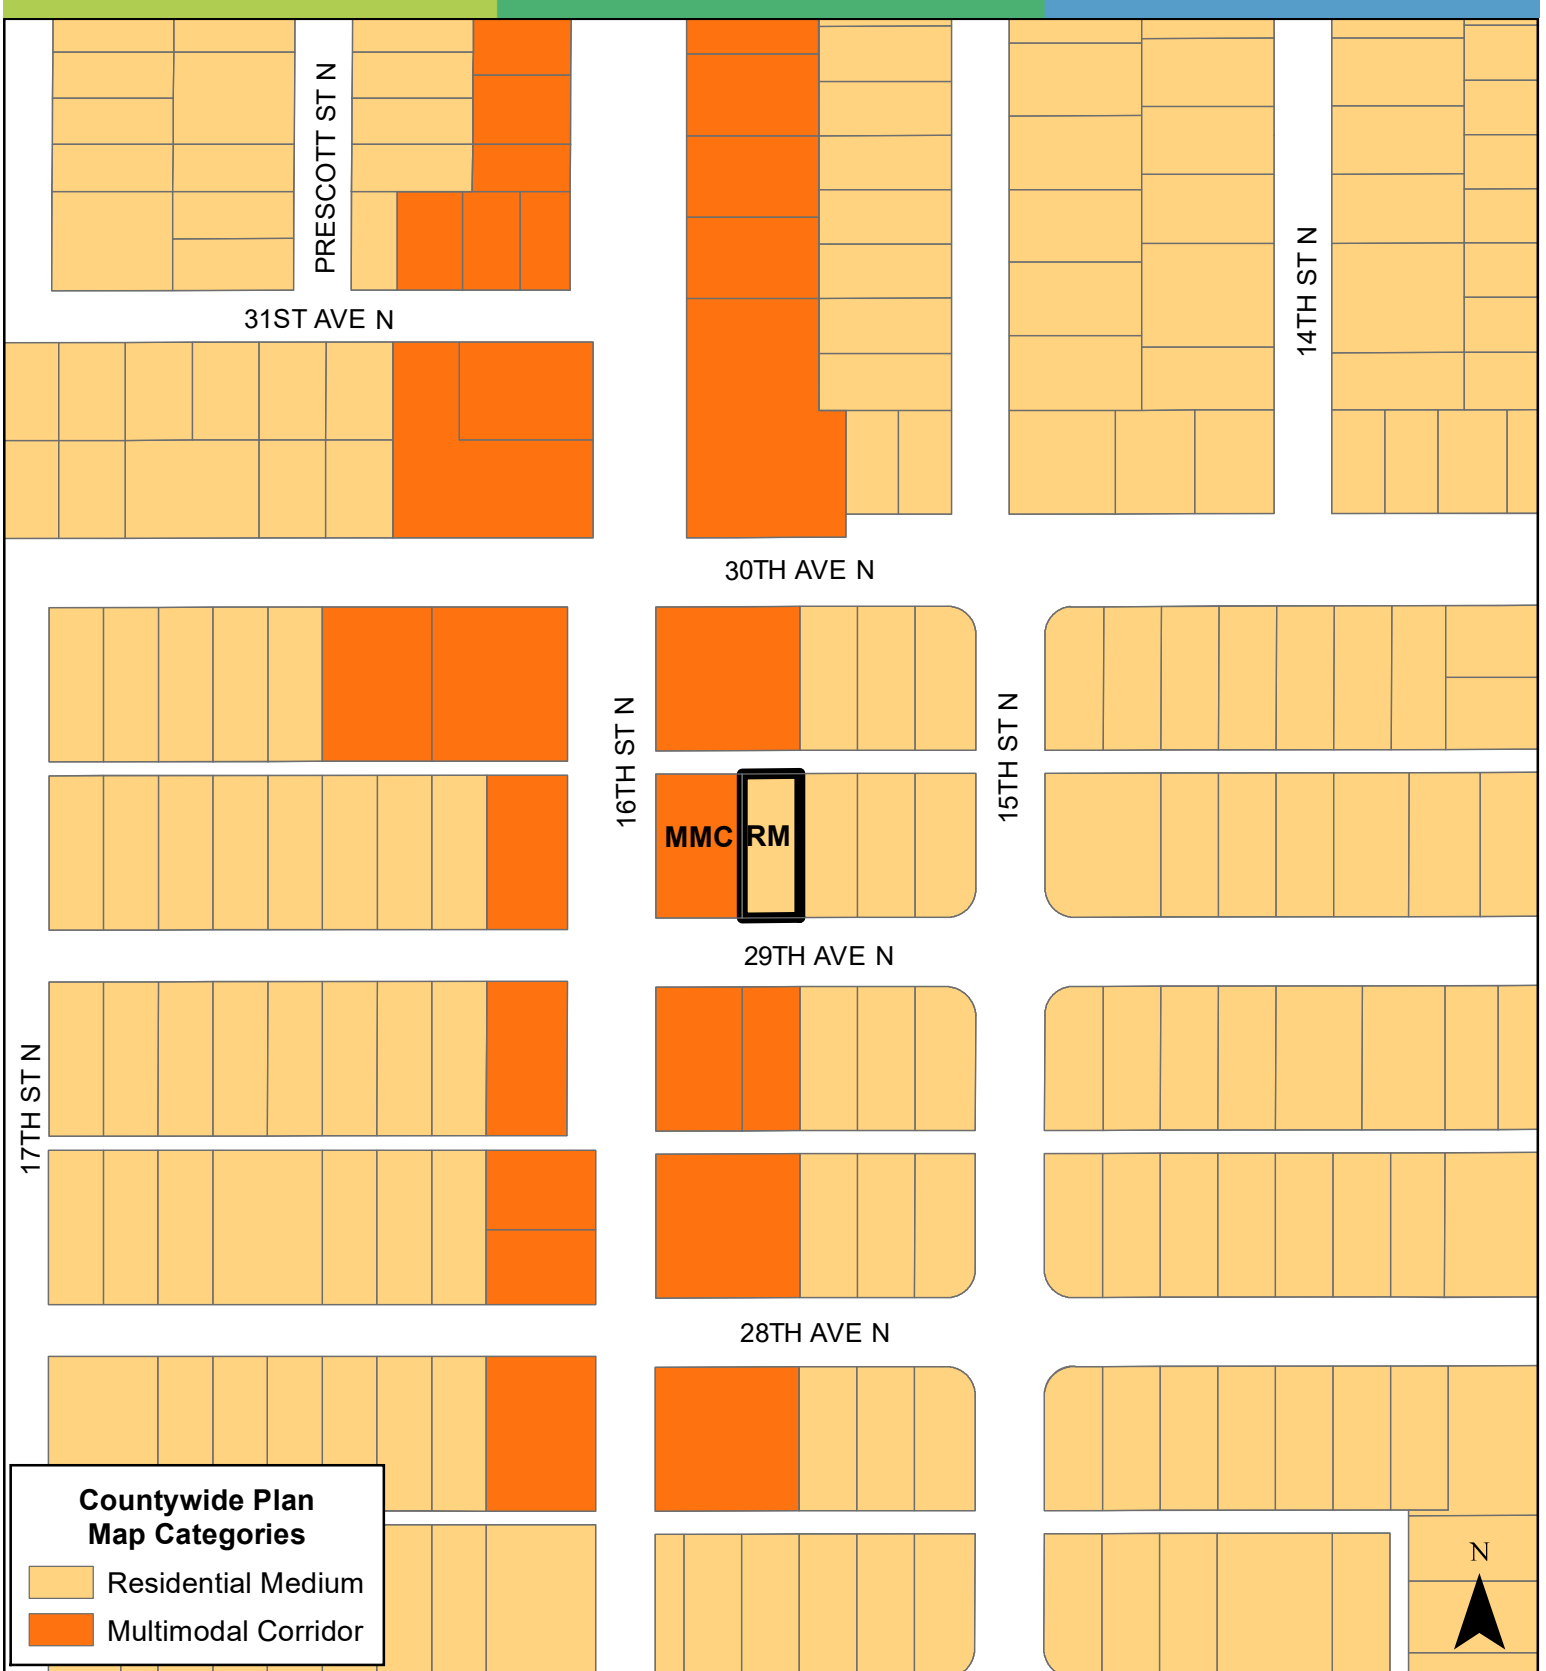 PRESCOTT ST N
14TH ST N
31ST AVE N
30TH AVE N
16TH ST N
15TH ST N
MMC
RM
29TH AVE N
17TH ST N
28TH AVE N
Countywide Plan
Map Categories
Residential Medium
Multimodal Corridor
N